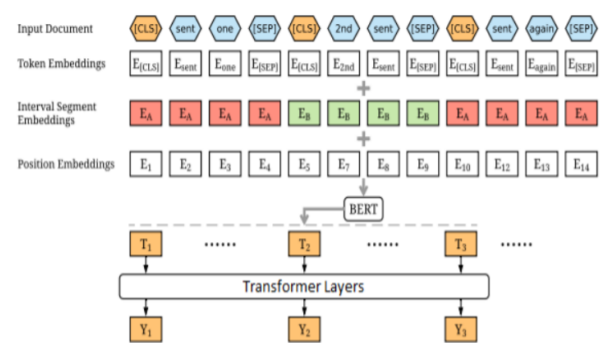 Input Document [CLS] sent one [SEP] [CLS] 2nd sent [SEP] [CLS] sent again [SEP]
Token Embeddings E[CLS] Esent Eone E[SEP] E[CLS] E2nd Esent E[SEP] E[CLS] Esent Eagain E[SEP]
+
Interval Segment
Embeddings EA EA EA EA EB EB EB EB EA EA EA EA
+
Position Embeddings E1 E2 E3 E4 E5 E7 E8 E9 E10 E12 E13 E14
BERT
T1 ...... T2 ...... T3 ......
Transformer Layers
Y1 Y2 Y3